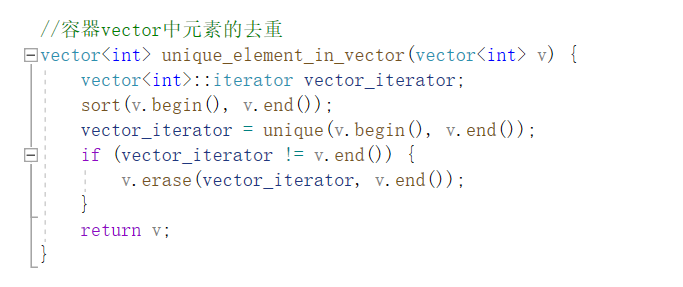 //容器vector中元素的去重
vector<int> unique_element_in_vector(vector<int> v) {
vector<int>::iterator vector_iterator;
sort(v.begin(), v.end());
vector_iterator = unique(v.begin(), v.end());
if (vector_iterator != v.end()) {
v.erase(vector_iterator, v.end());
}
return v;
}